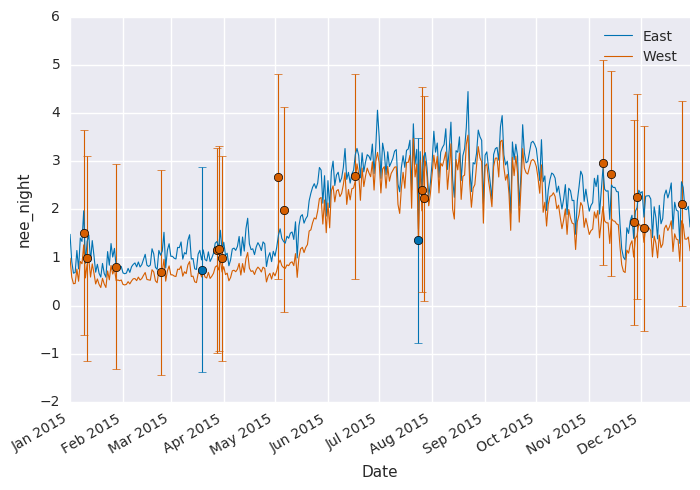 6
5
4
3
2
1
0
−1
−2
nee_night
East
West
Jan 2015
Feb 2015
Mar 2015
Apr 2015
May 2015
Jun 2015
Jul 2015
Aug 2015
Sep 2015
Oct 2015
Nov 2015
Dec 2015
Date